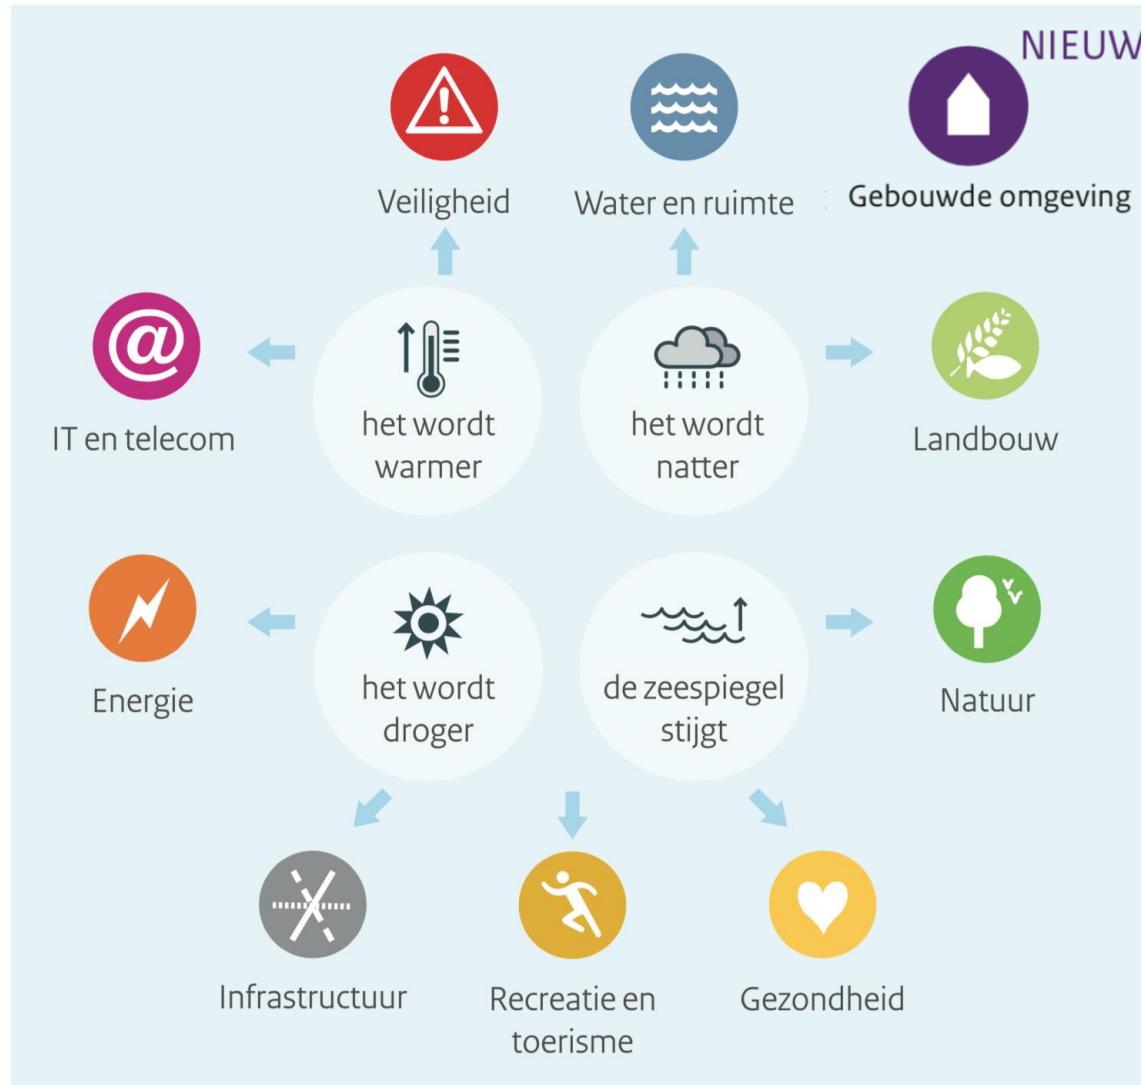 NIEUW
Veiligheid
Water en ruimte
Gebouwde omgeving
IT en telecom
het wordt
warmer
het wordt
natter
Landbouw
Energie
het wordt
droger
de zeespiegel
stijgt
Natuur
Infrastructuur
Recreatie en
toerisme
Gezondheid